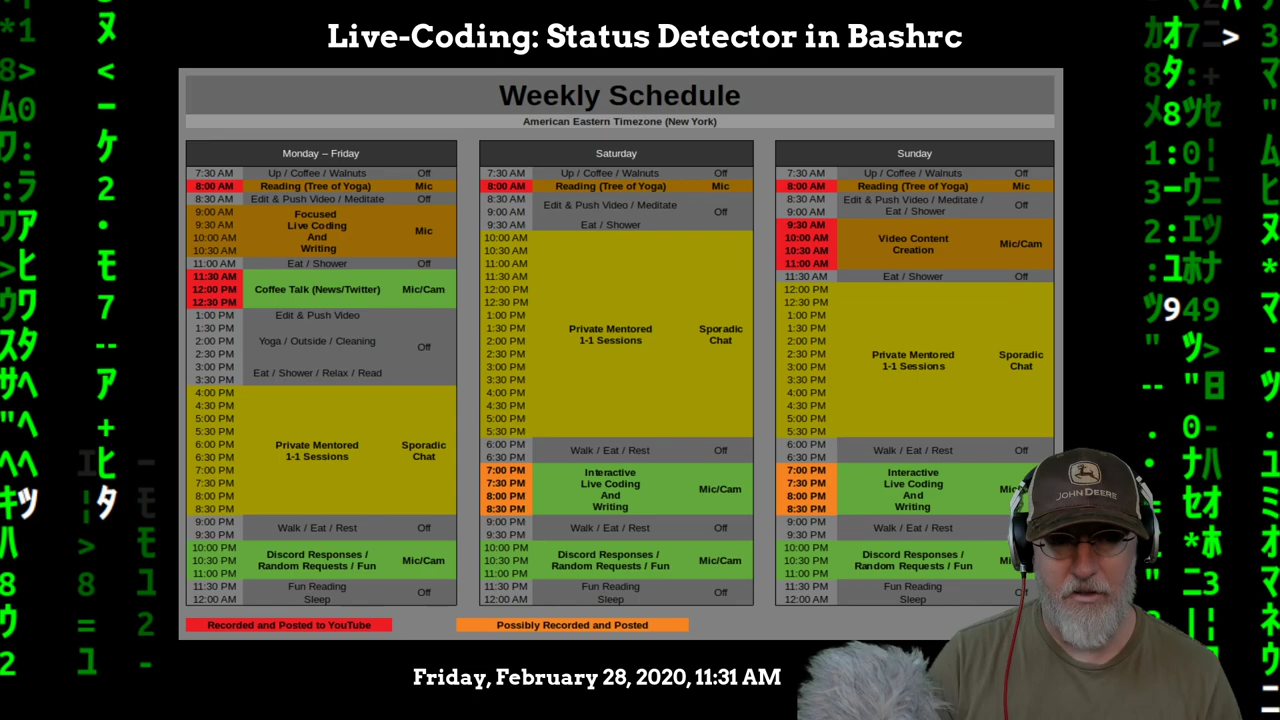 Live-Coding: Status Detector in Bashrc
Weekly Schedule
American Eastern Timezone (New York)
Monday – Friday
7:30 AM Up / Coffee / Walnuts Off
8:00 AM Reading (Tree of Yoga) Mic
8:30 AM Edit & Push Video / Meditate Off
9:00 AM Focused
9:30 AM Live Coding
10:00 AM And Mic
10:30 AM Writing
11:00 AM Eat / Shower Off
11:30 AM
12:00 PM Coffee Talk (News/Twitter) Mic/Cam
12:30 PM
1:00 PM Edit & Push Video
1:30 PM
2:00 PM Yoga / Outside / Cleaning
2:30 PM Off
3:00 PM
3:30 PM Eat / Shower / Relax / Read
4:00 PM
4:30 PM
5:00 PM
5:30 PM
6:00 PM Private Mentored Sporadic
6:30 PM 1-1 Sessions Chat
7:00 PM
7:30 PM
8:00 PM
8:30 PM
9:00 PM Walk / Eat / Rest Off
9:30 PM
10:00 PM Discord Responses /
10:30 PM Random Requests / Fun Mic/Cam
11:00 PM
11:30 PM Fun Reading Off
12:00 AM Sleep
Saturday
7:30 AM Up / Coffee / Walnuts Off
8:00 AM Reading (Tree of Yoga) Mic
8:30 AM Edit & Push Video / Meditate
9:00 AM Off
9:30 AM Eat / Shower
10:00 AM
10:30 AM
11:00 AM
11:30 AM
12:00 PM
12:30 PM
1:00 PM
1:30 PM Private Mentored Sporadic
2:00 PM 1-1 Sessions Chat
2:30 PM
3:00 PM
3:30 PM
4:00 PM
4:30 PM
5:00 PM
5:30 PM
6:00 PM Walk / Eat / Rest Off
6:30 PM
7:00 PM Interactive
7:30 PM Live Coding
8:00 PM And Mic/Cam
8:30 PM Writing
9:00 PM Walk / Eat / Rest Off
9:30 PM
10:00 PM Discord Responses /
10:30 PM Random Requests / Fun Mic/Cam
11:00 PM
11:30 PM Fun Reading Off
12:00 AM Sleep
Sunday
7:30 AM Up / Coffee / Walnuts Off
8:00 AM Reading (Tree of Yoga) Mic
8:30 AM Edit & Push Video / Meditate / Off
9:00 AM Eat / Shower
9:30 AM
10:00 AM Video Content Mic/Cam
10:30 AM Creation
11:00 AM
11:30 AM Eat / Shower Off
12:00 PM
12:30 PM
1:00 PM
1:30 PM
2:00 PM
2:30 PM
3:00 PM Private Mentored Sporadic
3:30 PM 1-1 Sessions Chat
4:00 PM
4:30 PM
5:00 PM
5:30 PM
6:00 PM Walk / Eat / Rest Off
6:30 PM
7:00 PM Interactive
7:30 PM Live Coding
8:00 PM And
8:30 PM Writing
9:00 PM Walk / Eat / Rest
9:30 PM
10:00 PM Discord Responses /
10:30 PM Random Requests / Fun
11:00 PM
11:30 PM Fun Reading
12:00 AM Sleep
Recorded and Posted to YouTube
Possibly Recorded and Posted
Friday, February 28, 2020, 11:31 AM
JOHN DEERE